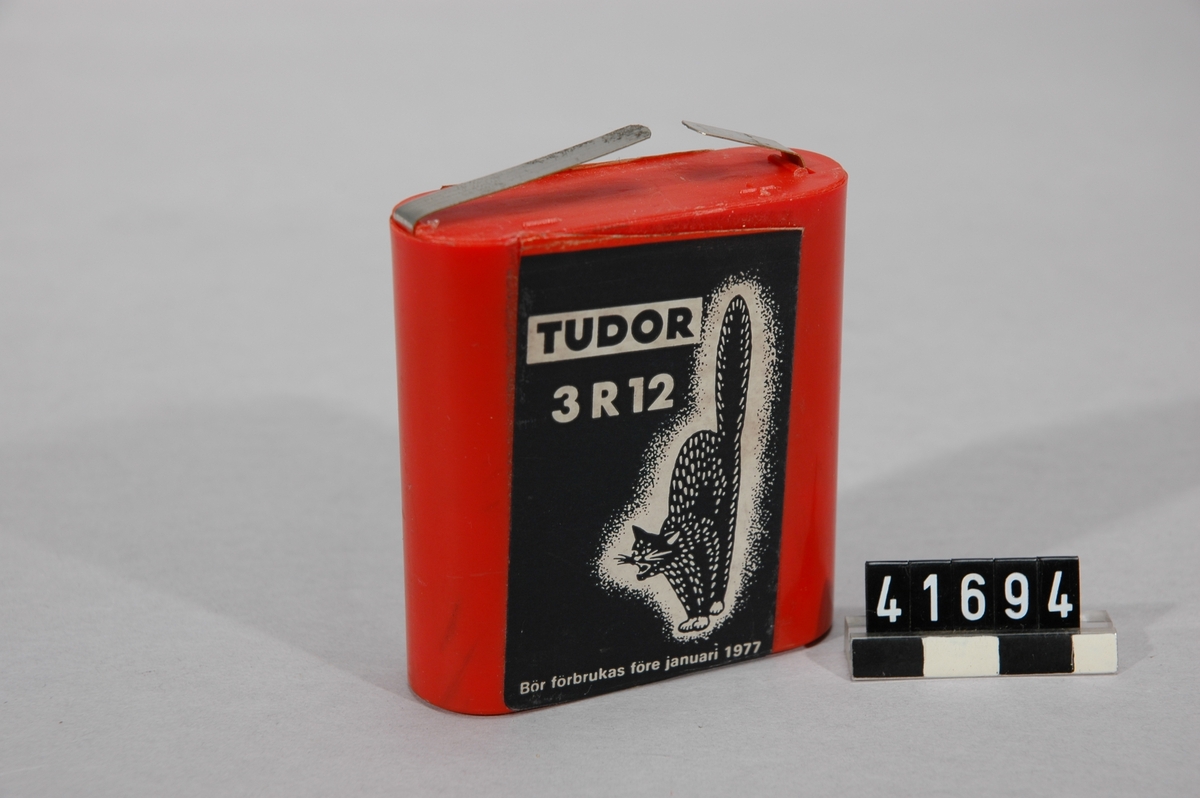 TUDOR
3 R 12
Bör förbrukas före januari 1977
41694